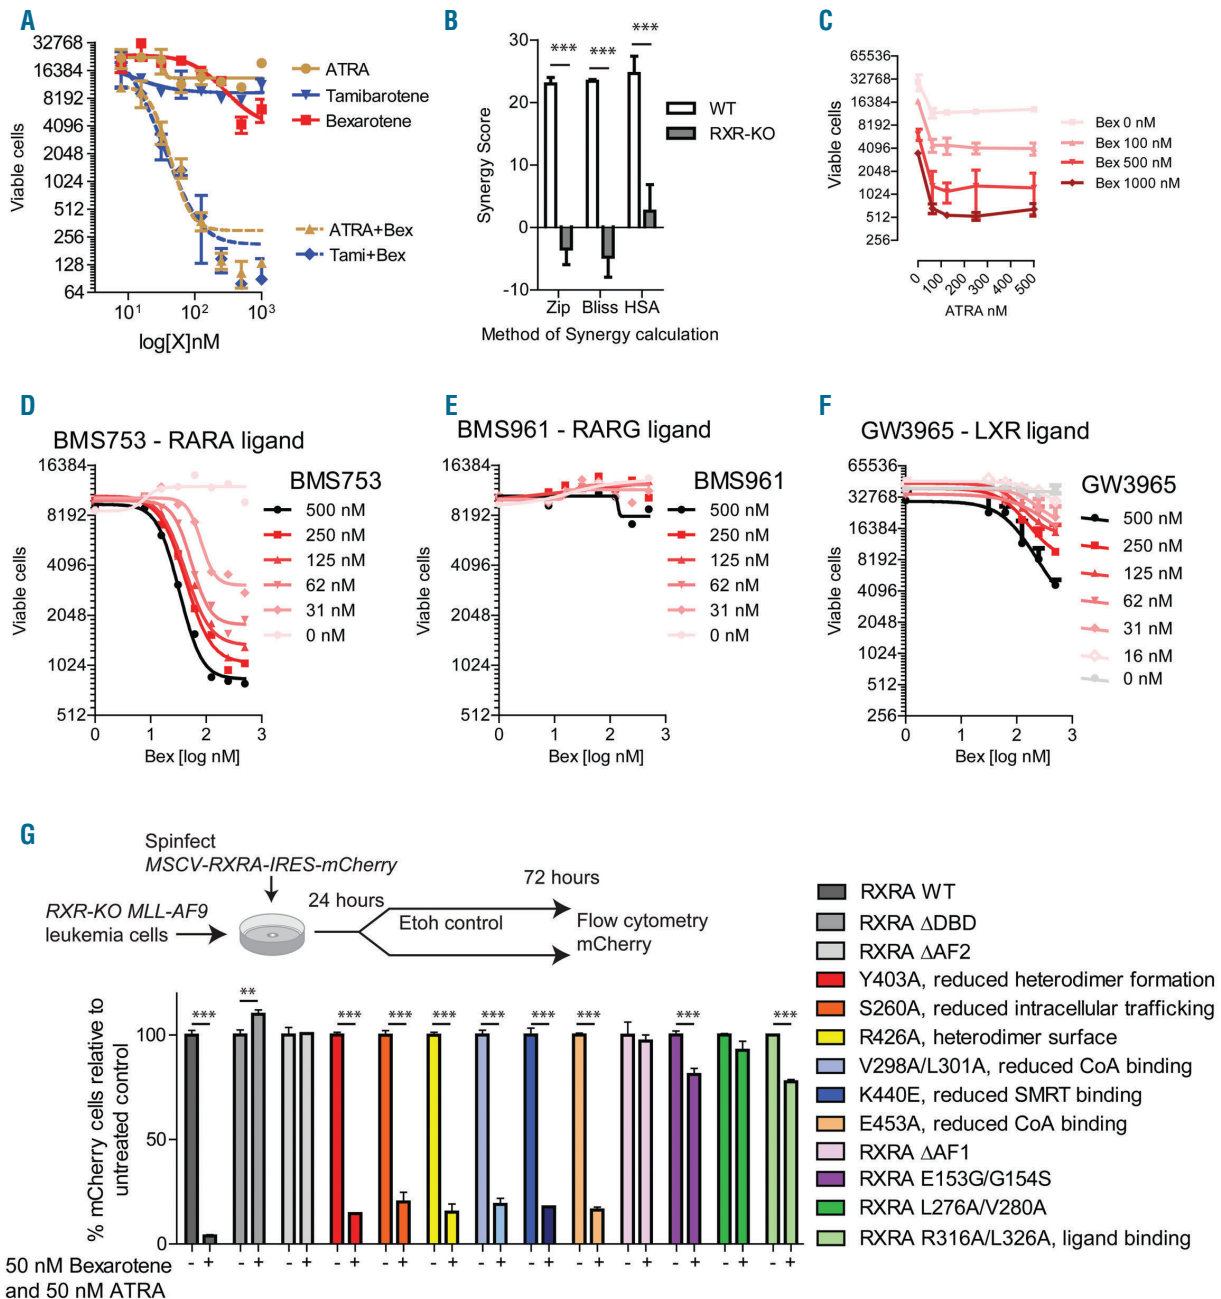 A
32768
16384
8192
4096
2048
1024
512
256
128
64
Viable cells
10¹
10²
10³
log[X]nM
ATRA
Tamibarotene
Bexarotene
ATRA+Bex
Tami+Bex
B
30
20
10
0
-10
Synergy Score
***
***
***
WT
RXR-KO
Zip
Bliss
HSA
Method of Synergy calculation
C
65536
32768
16384
8192
4096
2048
1024
512
256
Viable cells
0
100
200
300
400
500
ATRA nM
Bex 0 nM
Bex 100 nM
Bex 500 nM
Bex 1000 nM
D
BMS753 - RARA ligand
16384
8192
4096
2048
1024
512
Viable cells
0
1
2
3
Bex [log nM]
BMS753
500 nM
250 nM
125 nM
62 nM
31 nM
0 nM
E
BMS961 - RARG ligand
16384
8192
4096
2048
1024
512
Viable cells
0
1
2
3
Bex [log nM]
BMS961
500 nM
250 nM
125 nM
62 nM
31 nM
0 nM
F
GW3965 - LXR ligand
65536
32768
16384
8192
4096
2048
1024
512
256
Viable cells
0
1
2
3
Bex [log nM]
GW3965
500 nM
250 nM
125 nM
62 nM
31 nM
16 nM
0 nM
G
Spinfect
MSCV-RXRA-IRES-mCherry
RXR-KO MLL-AF9
leukemia cells
24 hours
72 hours
Etoh control
Flow cytometry
mCherry
% mCherry cells relative to
untreated control
100
50
0
***
**
***
***
***
***
***
***
***
***
- + - + - + - + - + - + - + - + - + - + - + - + - +
50 nM Bexarotene
and 50 nM ATRA
RXRA WT
RXRA ΔDBD
RXRA ΔAF2
Y403A, reduced heterodimer formation
S260A, reduced intracellular trafficking
R426A, heterodimer surface
V298A/L301A, reduced CoA binding
K440E, reduced SMRT binding
E453A, reduced CoA binding
RXRA ΔAF1
RXRA E153G/G154S
RXRA L276A/V280A
RXRA R316A/L326A, ligand binding